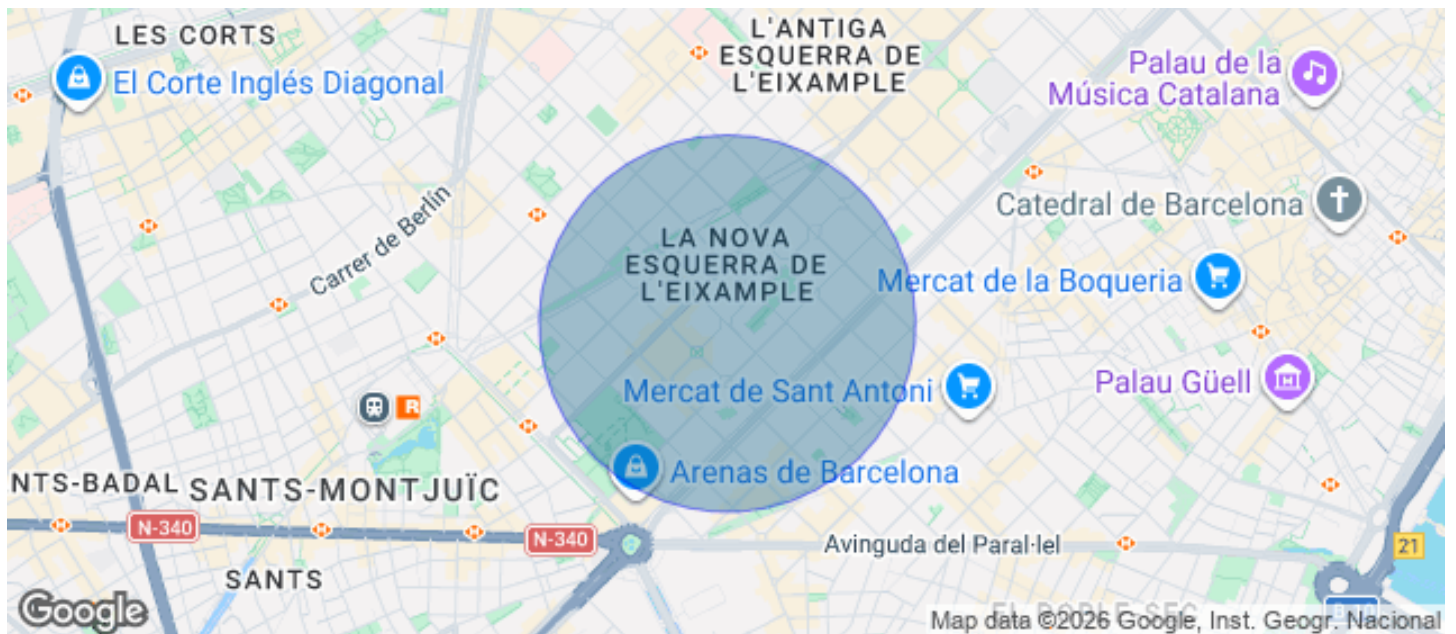 LES CORTS
El Corte Inglés Diagonal
L'ANTIGA
ESQUERRA DE
L'EIXAMPLE
Palau de la
Música Catalana
Catedral de Barcelona
Carrer de Berlín
LA NOVA
ESQUERRA DE
L'EIXAMPLE
Mercat de la Boqueria
Mercat de Sant Antoni
Palau Güell
R
Arenas de Barcelona
NTS-BADAL
SANTS-MONTJUÏC
N-340
N-340
Avinguda del Paral·lel
21
SANTS
Google
Map data ©2026 Google, Inst. Geogr. Nacional